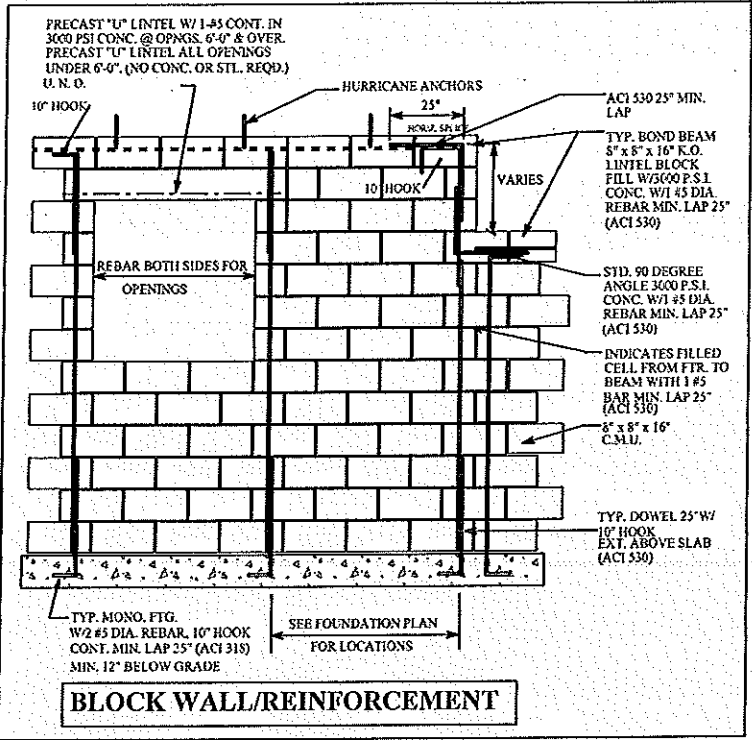 PRECAST "U" LINTEL W/ 1-#5 CONT. IN
3000 PSI CONC. @ OPNGS. 6'-0" & OVER.
PRECAST "U" LINTEL ALL OPENINGS
UNDER 6'-0". (NO CONC. OR STL. REQD.)
U. N. O.
10" HOOK
HURRICANE ANCHORS
25"
HORIZ. SPLICE
10 HOOK
VARIES
ACI 530 25" MIN.
LAP
TYP. BOND BEAM
8" x 8" x 16" K.O.
LINTEL BLOCK
FILL W/3000 P.S.I.
CONC. W/1 #5 DIA.
REBAR MIN. LAP 25"
(ACI 530)
REBAR BOTH SIDES FOR
OPENINGS
STD. 90 DEGREE
ANGLE 3000 P.S.I.
CONC. W/1 #5 DIA.
REBAR MIN. LAP 25"
(ACI 530)
INDICATES FILLED
CELL FROM FTR. TO
BEAM WITH 1 #5
BAR MIN. LAP 25"
(ACI 530)
8" x 8" x 16"
C.M.U.
TYP. DOWEL 25" W/
10" HOOK
EXT. ABOVE SLAB
(ACI 530)
TYP. MONO. FTG.
W/2 #5 DIA. REBAR, 10" HOOK
CONT. MIN. LAP 25" (ACI 318)
MIN. 12" BELOW GRADE
SEE FOUNDATION PLAN
FOR LOCATIONS
BLOCK WALL/REINFORCEMENT